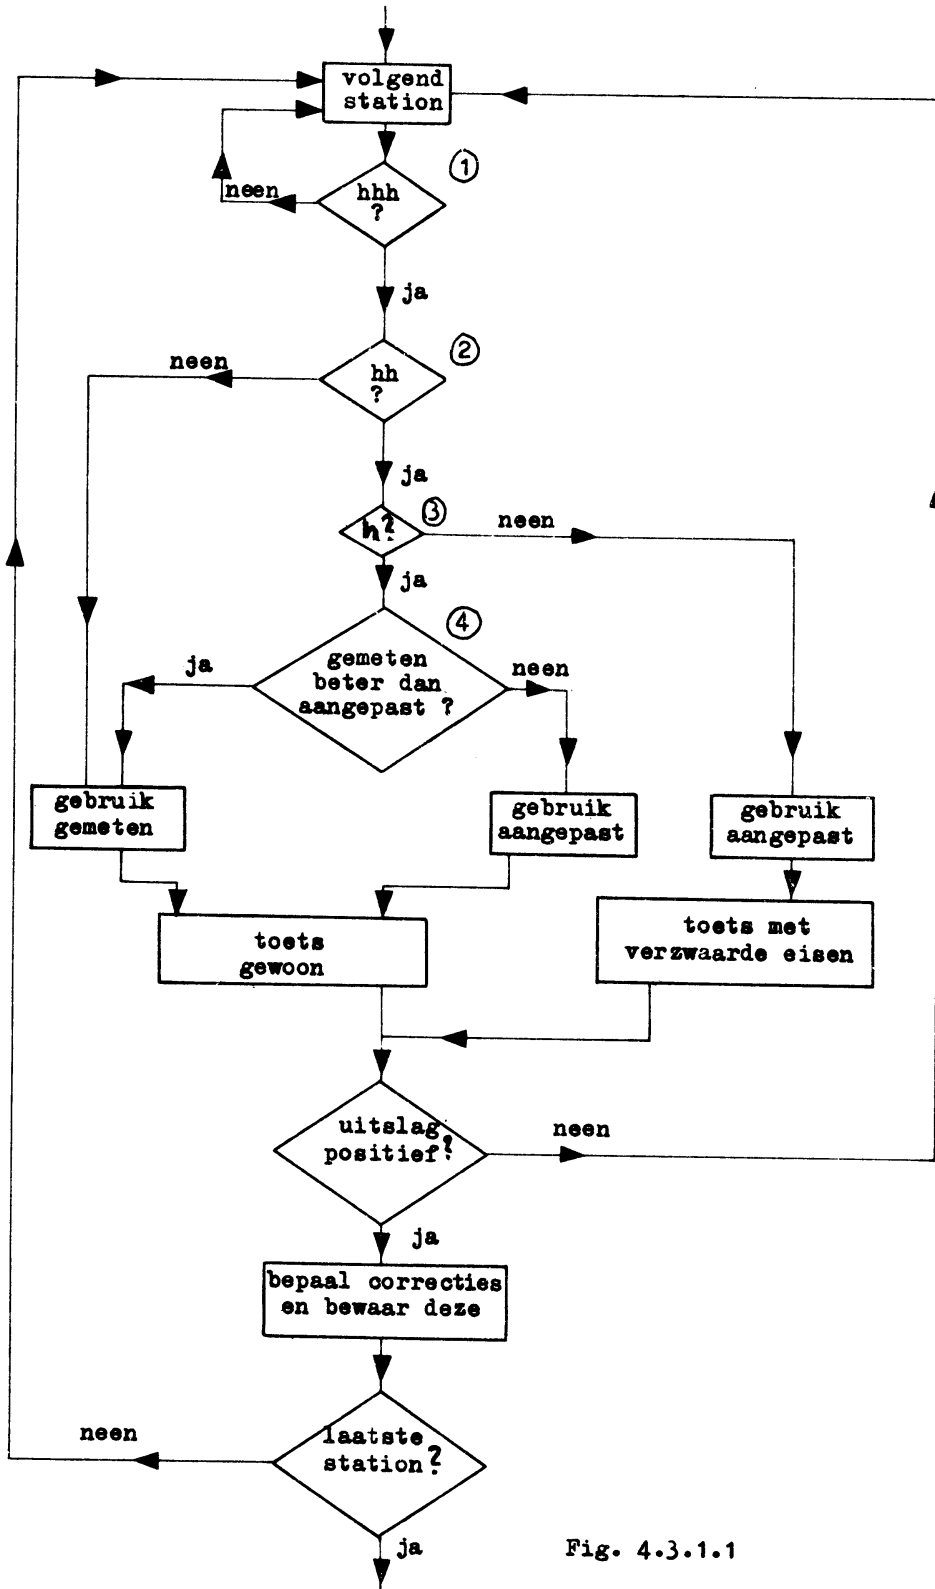 volgend
station
1
neen
hhh
?
ja
2
neen
hh
?
ja
3
h?
neen
ja
4
ja
gemeten
beter dan
aangepast ?
neen
gebruik
gemeten
gebruik
aangepast
gebruik
aangepast
toets
gewoon
toets met
verzwaarde eisen
uitslag
positief?
neen
ja
bepaal correcties
en bewaar deze
neen
laatste
station?
ja
Fig. 4.3.1.1